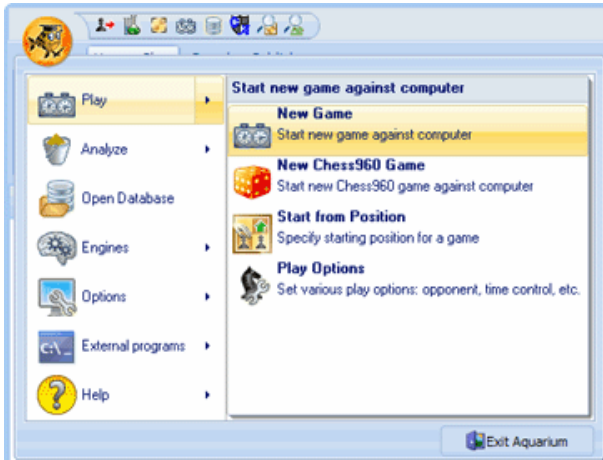 Play
Analyze
Open Database
Engines
Options
C:\_
External programs
Help
Start new game against computer
New Game
Start new game against computer
New Chess960 Game
Start new Chess960 game against computer
Start from Position
Specify starting position for a game
Play Options
Set various play options: opponent, time control, etc.
Exit Aquarium